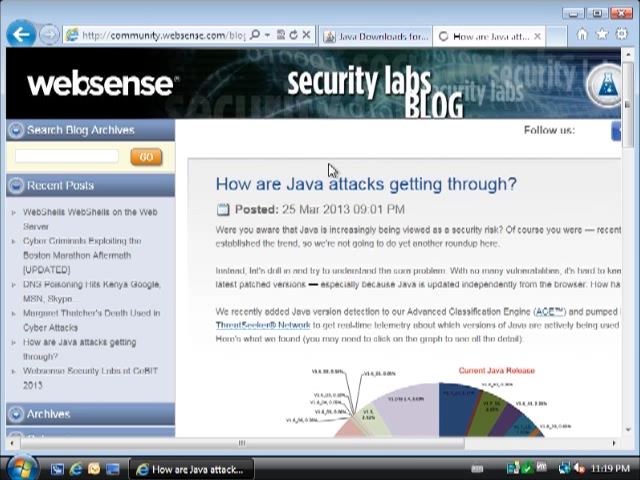 http://community.websense.com/blog
Java Downloads for...
How are Java att...
websense
security labs
BLOG
Search Blog Archives
Follow us:
GO
Recent Posts
How are Java attacks getting through?
WebShells WebShells on the Web
Server
Posted: 25 Mar 2013 09:01 PM
Cyber Criminals Exploiting the
Boston Marathon Aftermath
[UPDATED]
Were you aware that Java is increasingly being viewed as a security risk? Of course you were — recent
established the trend, so we're not going to do yet another roundup here.
DNS Poisoning Hits Kenya Google,
MSN, Skype...
Instead, let's drill in and try to understand the core problem. With so many vulnerabilities, it's hard to kee
latest patched versions — especially because Java is updated independently from the browser. How ha
Margaret Thatcher's Death Used in
Cyber Attacks
We recently added Java version detection to our Advanced Classification Engine (ACE™) and pumped
ThreatSeeker® Network to get real-time telemetry about which versions of Java are actively being used
Here's what we found (you may need to click on the graph to see all the detail).
How are Java attacks getting
through?
Websense Security Labs at CeBIT
2013
Current Java Release
Archives
How are Java attack...
11:19 PM